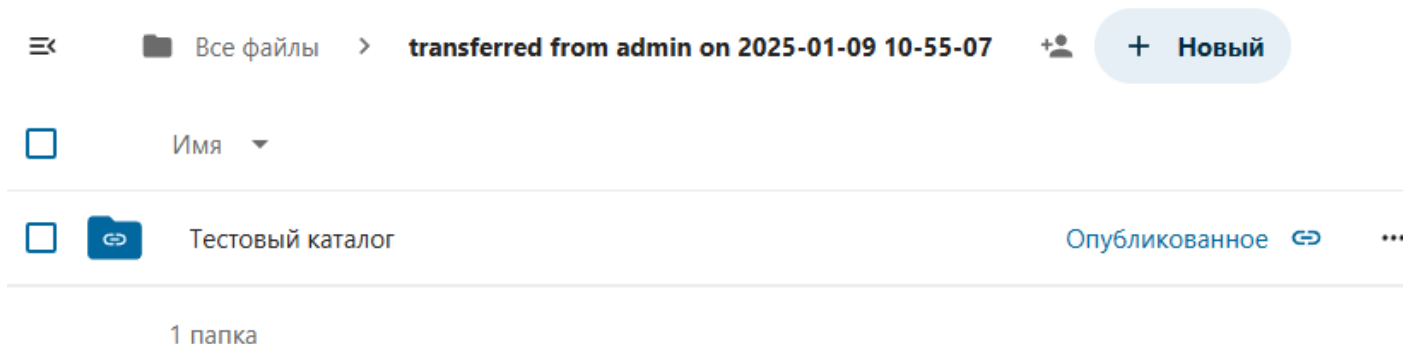 Все файлы > transferred from admin on 2025-01-09 10-55-07 + Новый
Имя
Тестовый каталог Опубликованное ...
1 папка